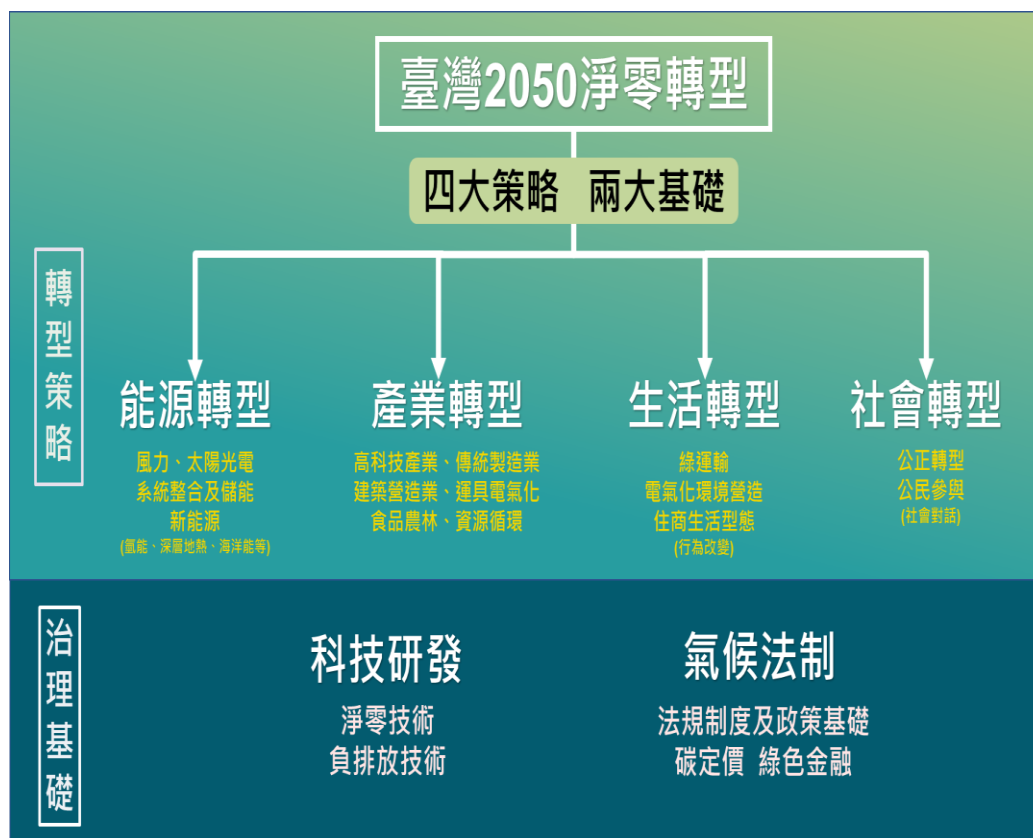 臺灣2050淨零轉型
四大策略 兩大基礎
轉型策略
能源轉型
風力、太陽光電
系統整合及儲能
新能源
(氫能、深層地熱、海洋能等)
產業轉型
高科技產業、傳統製造業
建築營造業、運具電氣化
食品農林、資源循環
生活轉型
綠運輸
電氣化環境營造
住商生活型態
(行為改變)
社會轉型
公正轉型
公民參與
(社會對話)
治理基礎
科技研發
淨零技術
負排放技術
氣候法制
法規制度及政策基礎
碳定價 綠色金融